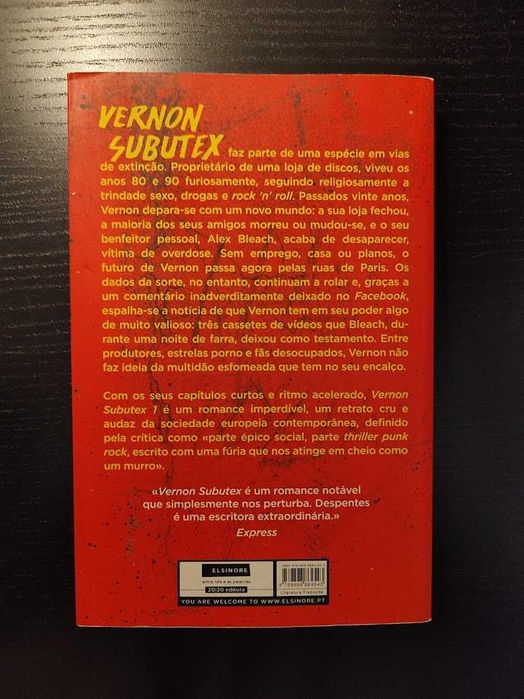 VERNON
SUBUTEX faz parte de uma espécie em vias
de extinção. Proprietário de uma loja de discos, viveu os
anos 80 e 90 furiosamente, seguindo religiosamente a
trindade sexo, drogas e rock 'n' roll. Passados vinte anos,
Vernon depara-se com um novo mundo: a sua loja fechou,
a maioria dos seus amigos morreu ou mudou-se, e o seu
benfeitor pessoal, Alex Bleach, acaba de desaparecer,
vítima de overdose. Sem emprego, casa ou planos, o
futuro de Vernon passa agora pelas ruas de Paris. Os
dados da sorte, no entanto, continuam a rolar e, graças a
um comentário inadverditamente deixado no Facebook,
espalha-se a notícia de que Vernon tem em seu poder algo
de muito valioso: três cassetes de vídeos que Bleach, du-
rante uma noite de farra, deixou como testamento. Entre
produtores, estrelas porno e fãs desocupados, Vernon não
faz ideia da multidão esfomeada que tem no seu encalço.
Com os seus capítulos curtos e ritmo acelerado, Vernon
Subutex 1 é um romance imperdível, um retrato cru e
audaz da sociedade europeia contemporânea, definido
pela crítica como «parte épico social, parte thriller punk
rock, escrito com uma fúria que nos atinge em cheio como
um murro».
«Vernon Subutex é um romance notável
que simplesmente nos perturba. Despentes
é uma escritora extraordinária.»
Express
ELSINORE
entre nós e as palavras
20|20 editora
Literatura Traduzida
YOU ARE WELCOME TO WWW.ELSINORE.PT